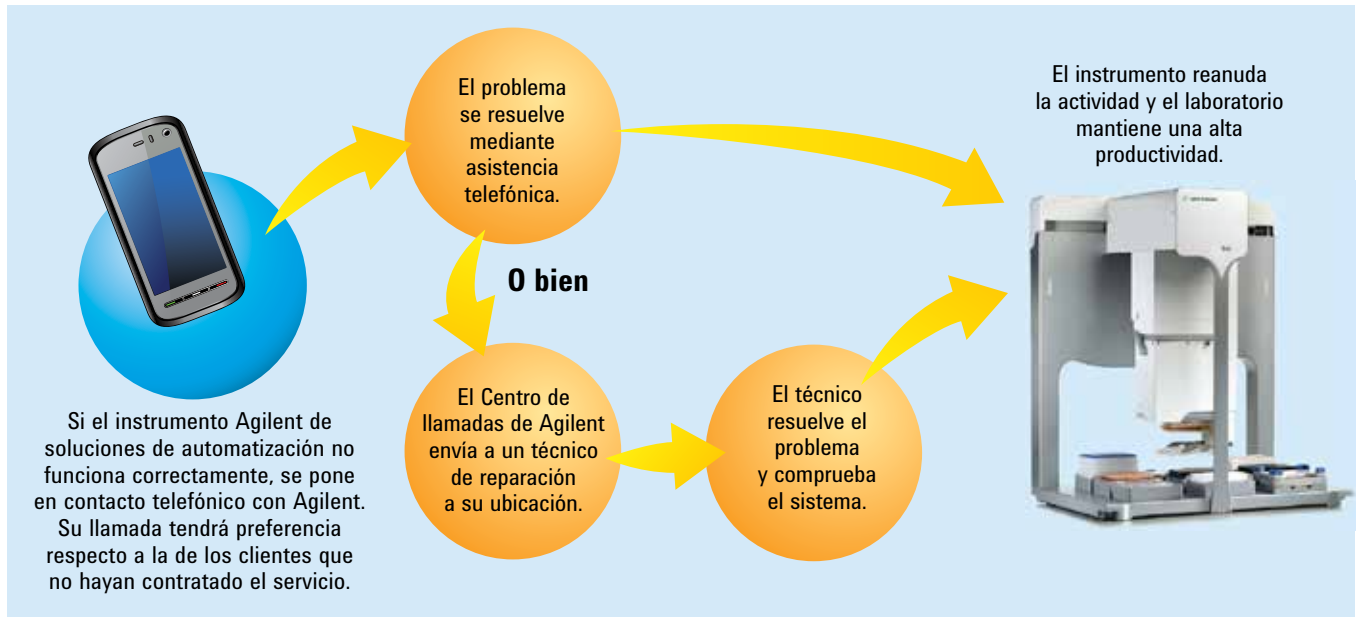 Si el instrumento Agilent de
soluciones de automatización no
funciona correctamente, se pone
en contacto telefónico con Agilent.
Su llamada tendrá preferencia
respecto a la de los clientes que
no hayan contratado el servicio.
El problema
se resuelve
mediante
asistencia
telefónica.
O bien
El Centro de
llamadas de Agilent
envía a un técnico
de reparación
a su ubicación.
El técnico
resuelve el
problema
y comprueba
el sistema.
El instrumento reanuda
la actividad y el laboratorio
mantiene una alta
productividad.